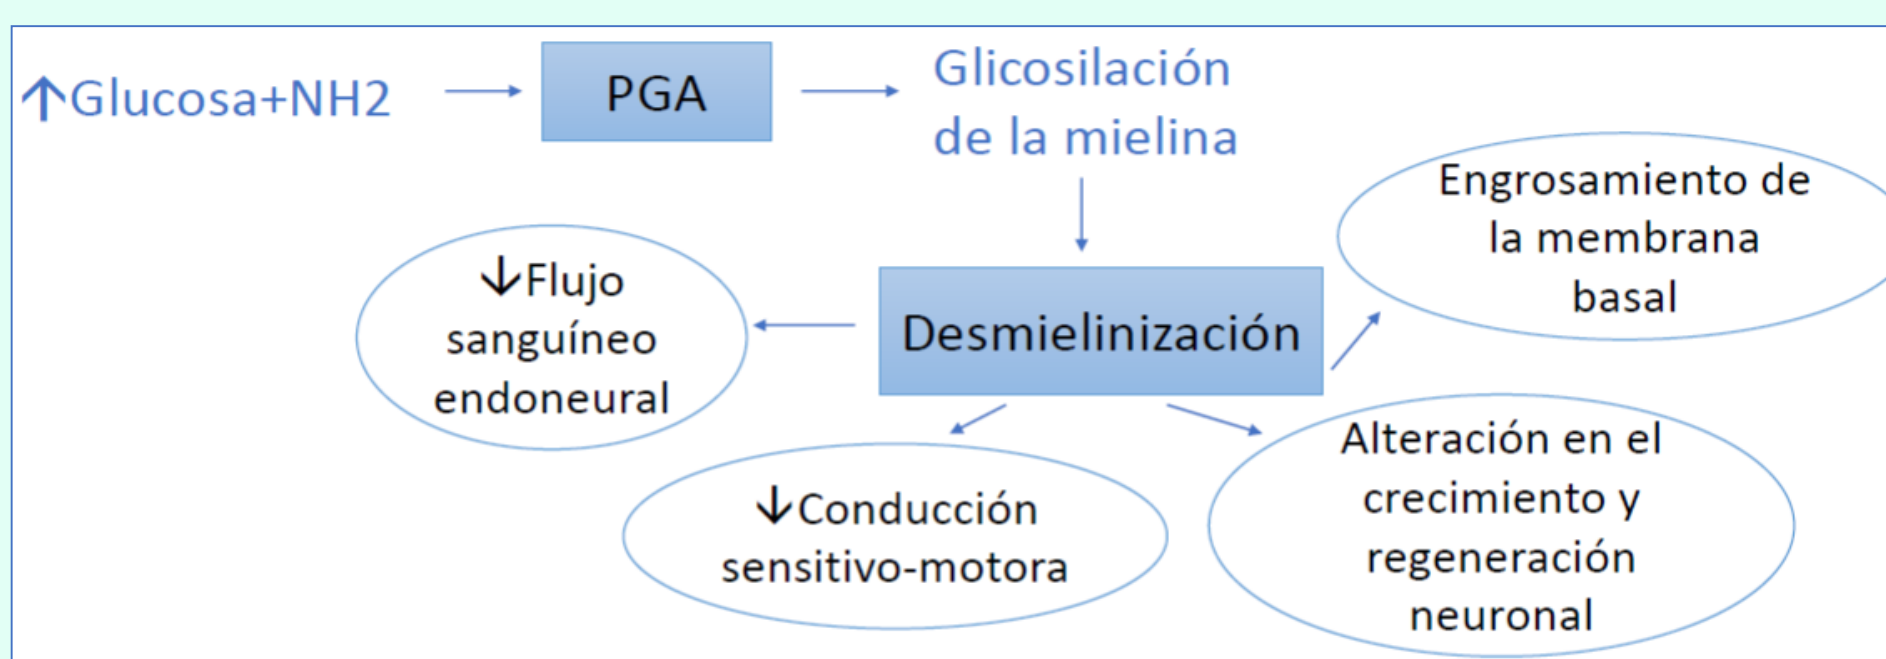 ↑Glucosa+NH2
PGA
Glicosilación
de la mielina
Engrosamiento de
la membrana
basal
↓Flujo
sanguíneo
endoneural
Desmielinización
↓Conducción
sensitivo-motora
Alteración en el
crecimiento y
regeneración
neuronal